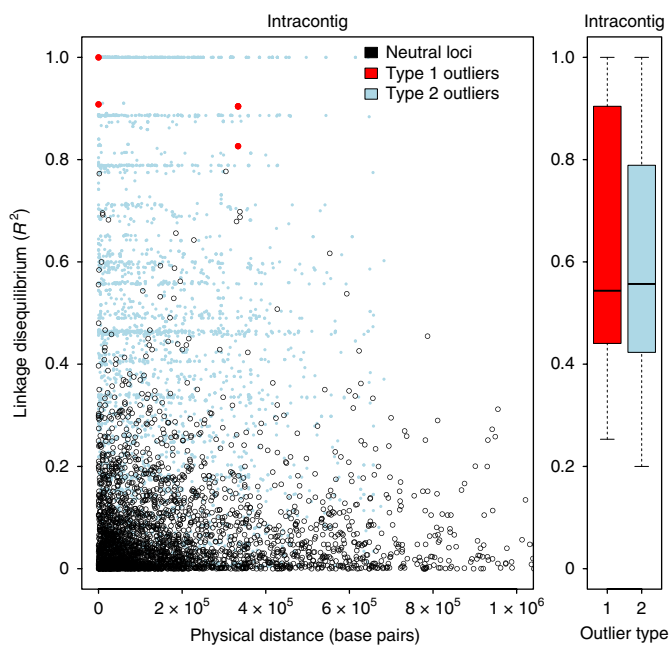 Intracontig
Intracontig
Neutral loci
Type 1 outliers
Type 2 outliers
1.0
0.8
0.6
0.4
0.2
0
Linkage disequilibrium (R²)
0
2 × 10⁵
4 × 10⁵
6 × 10⁵
8 × 10⁵
1 × 10⁶
Physical distance (base pairs)
1.0
0.8
0.6
0.4
0.2
0
1 2
Outlier type